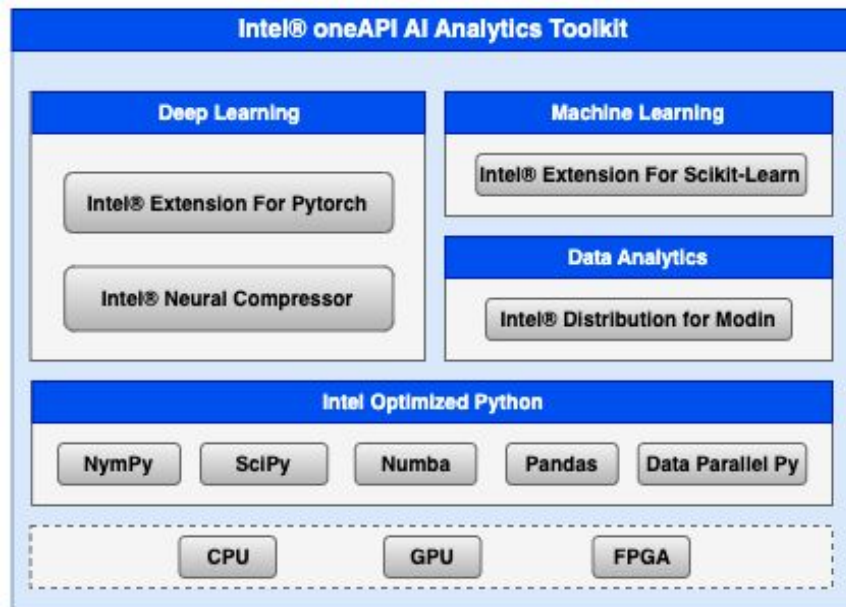 Intel® oneAPI AI Analytics Toolkit
Deep Learning
Intel® Extension For Pytorch
Intel® Neural Compressor
Machine Learning
Intel® Extension For Scikit-Learn
Data Analytics
Intel® Distribution for Modin
Intel Optimized Python
NymPy
SciPy
Numba
Pandas
Data Parallel Py
CPU
GPU
FPGA